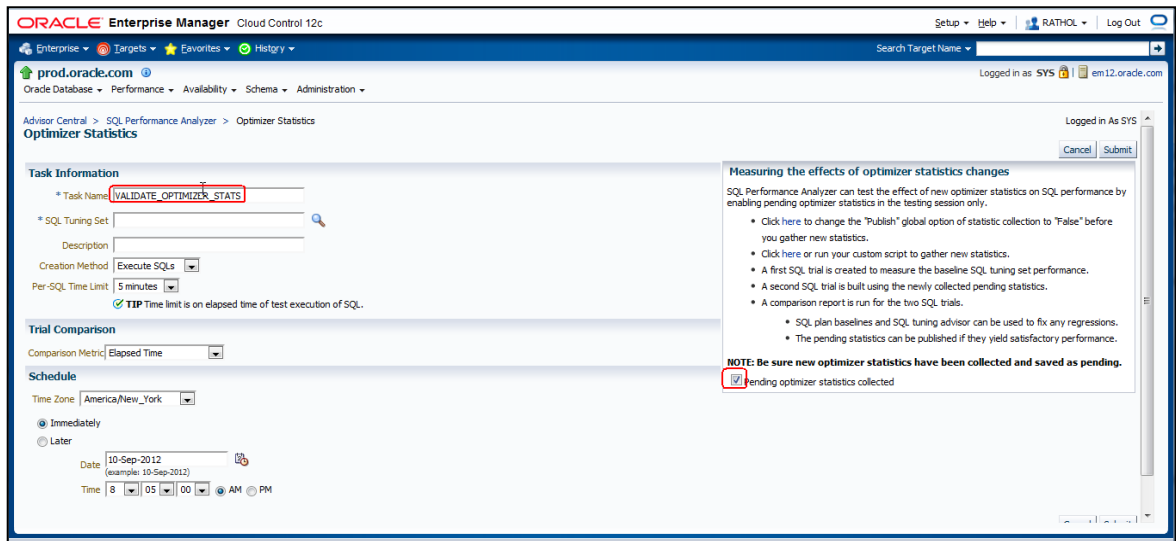 ORACLE Enterprise Manager Cloud Control 12c
Setup Help RATHOL Log Out
Enterprise Targets Favorites History Search Target Name
prod.oracle.com Logged in as SYS em12.oracle.com
Oracle Database Performance Availability Schema Administration
Advisor Central > SQL Performance Analyzer > Optimizer Statistics Logged in As SYS
Optimizer Statistics
Cancel Submit
Task Information
* Task Name VALIDATE_OPTIMIZER_STATS
* SQL Tuning Set
Description
Creation Method Execute SQLs
Per-SQL Time Limit 5 minutes
TIP Time limit is on elapsed time of test execution of SQL.
Trial Comparison
Comparison Metric Elapsed Time
Schedule
Time Zone America/New_York
Immediately
Later
Date 10-Sep-2012
(example: 10-Sep-2012)
Time 8 05 00 AM PM
Measuring the effects of optimizer statistics changes
SQL Performance Analyzer can test the effect of new optimizer statistics on SQL performance by
enabling pending optimizer statistics in the testing session only.
• Click here to change the "Publish" global option of statistic collection to "False" before
you gather new statistics.
• Click here or run your custom script to gather new statistics.
• A first SQL trial is created to measure the baseline SQL tuning set performance.
• A second SQL trial is built using the newly collected pending statistics.
• A comparison report is run for the two SQL trials.
• SQL plan baselines and SQL tuning advisor can be used to fix any regressions.
• The pending statistics can be published if they yield satisfactory performance.
NOTE: Be sure new optimizer statistics have been collected and saved as pending.
Pending optimizer statistics collected